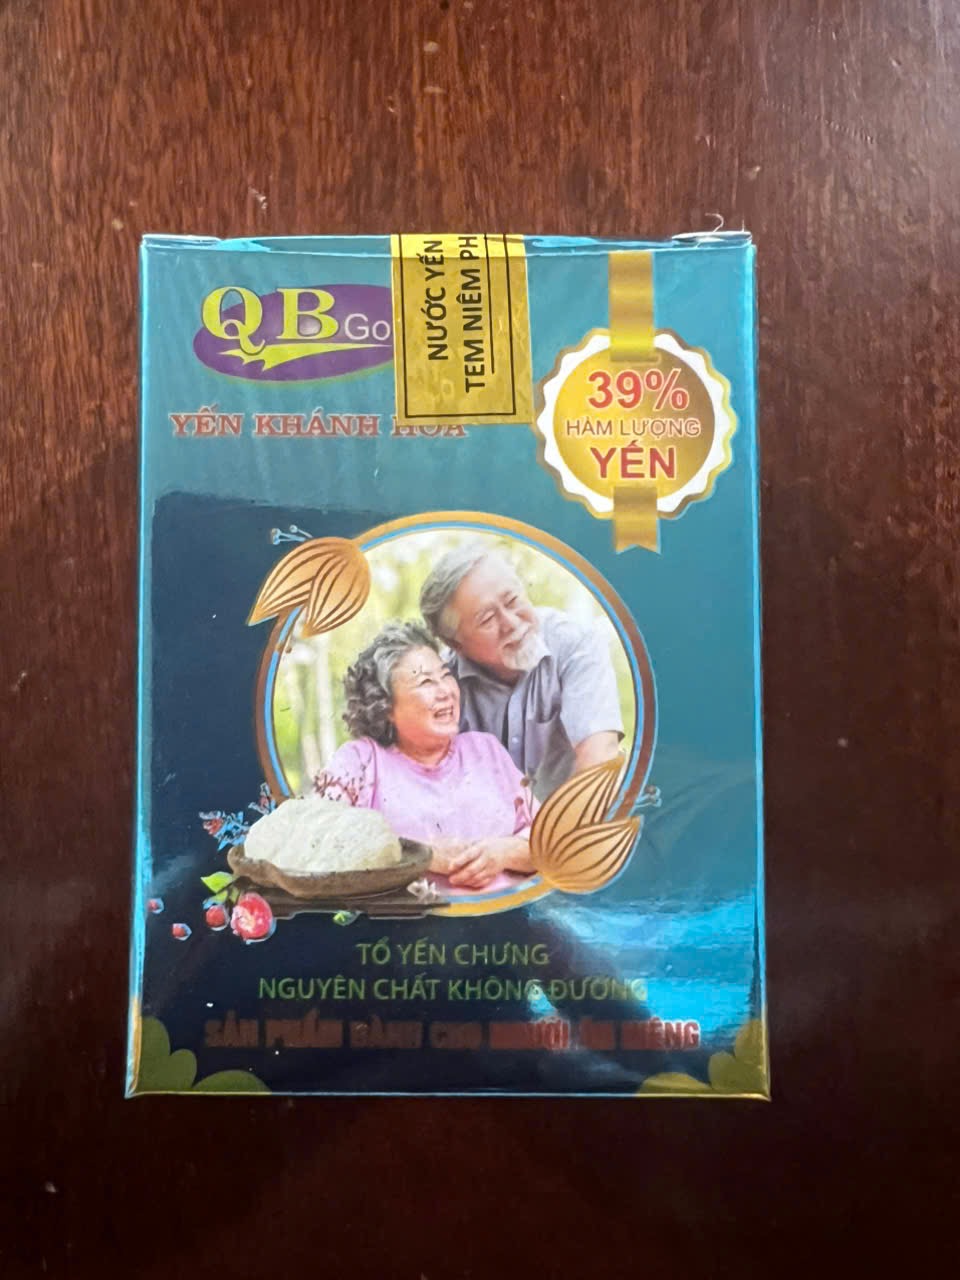 QB Go
NƯỚC YẾN
TEM NIÊM PH
YẾN KHÁNH HÒA
39%
HÀM LƯỢNG
YẾN
TỔ YẾN CHƯNG
NGUYÊN CHẤT KHÔNG ĐƯỜNG
SẢN PHẨM DÀNH CHO NGƯỜI ĂN KIÊNG